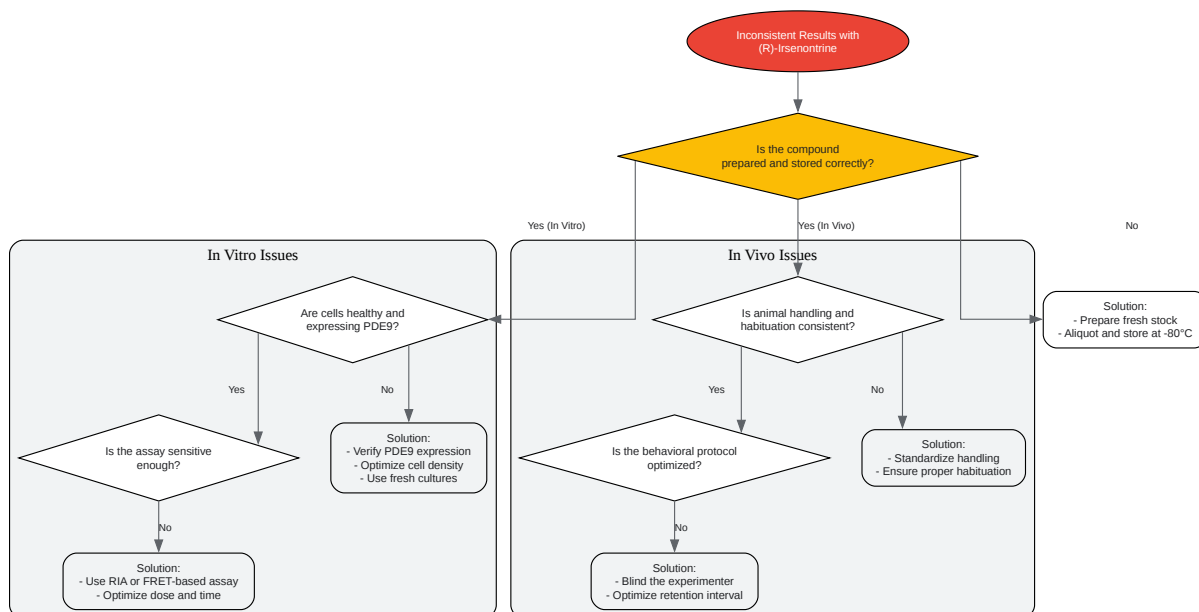 Inconsistent Results with
(R)-Irsenontrine
Is the compound
prepared and stored correctly?
Yes (In Vitro)
Yes (In Vivo)
No
In Vitro Issues
In Vivo Issues
Are cells healthy and
expressing PDE9?
Is animal handling and
habituation consistent?
Solution:
- Prepare fresh stock
- Aliquot and store at -80°C
Yes
No
Yes
No
Is the assay sensitive
enough?
Solution:
- Verify PDE9 expression
- Optimize cell density
- Use fresh cultures
Is the behavioral protocol
optimized?
Solution:
- Standardize handling
- Ensure proper habituation
No
No
Solution:
- Use RIA or FRET-based assay
- Optimize dose and time
Solution:
- Blind the experimenter
- Optimize retention interval